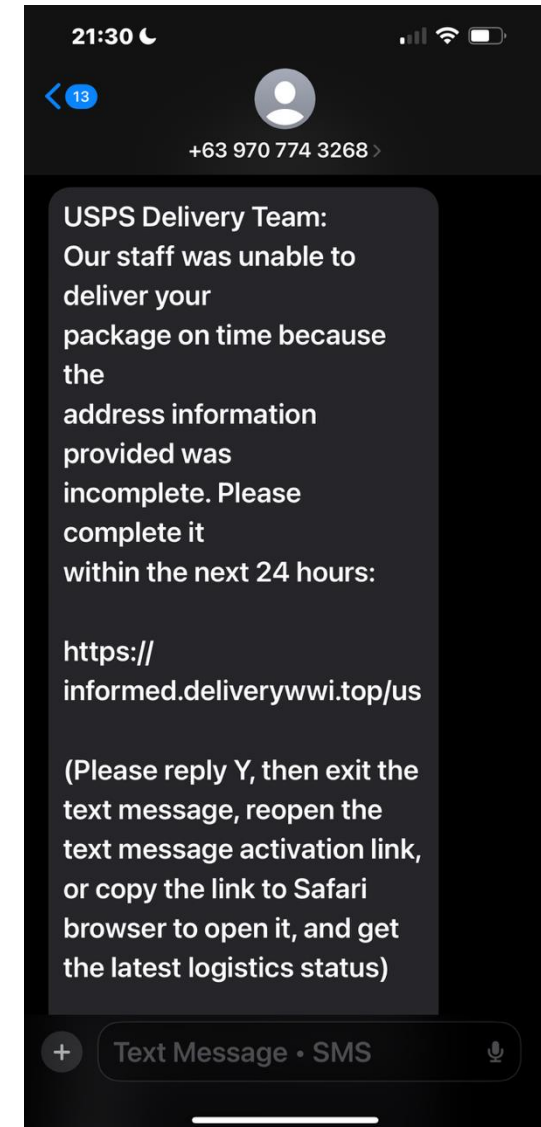 21:30
13
+63 970 774 3268
USPS Delivery Team:
Our staff was unable to
deliver your
package on time because
the
address information
provided was
incomplete. Please
complete it
within the next 24 hours:
https://
informed.deliverywwi.top/us
(Please reply Y, then exit the
text message, reopen the
text message activation link,
or copy the link to Safari
browser to open it, and get
the latest logistics status)
Text Message • SMS